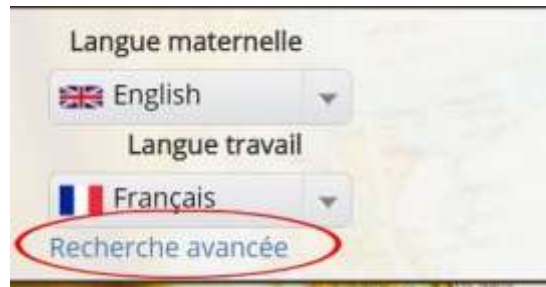 Langue maternelle
English
Langue travail
Français
Recherche avancée